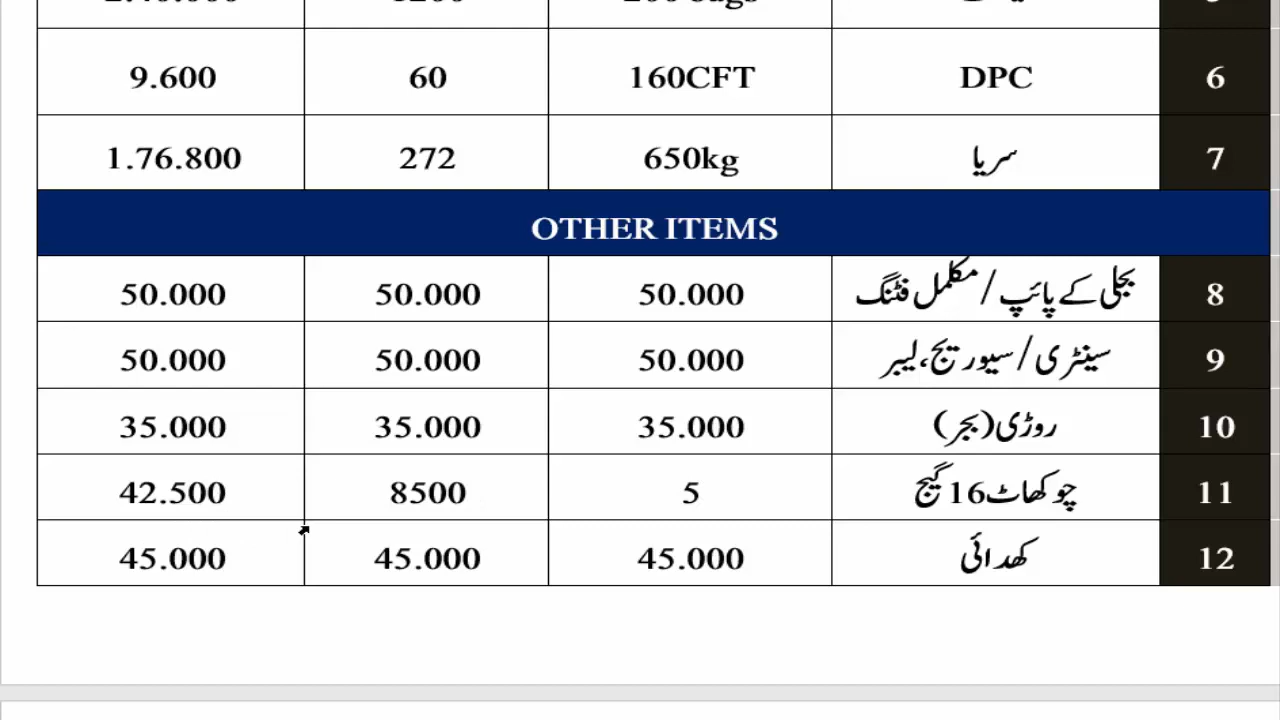 6 DPC 160CFT 60 9.600
7 سریا 650kg 272 1.76.800
OTHER ITEMS
8 بجلی کے پائپ/مکمل فٹنگ 50.000 50.000 50.000
9 سینٹری/سیوریج،لیبر 50.000 50.000 50.000
10 روڑی(بجر) 35.000 35.000 35.000
11 چوکھاٹ16گیج 5 8500 42.500
12 کھدائی 45.000 45.000 45.000